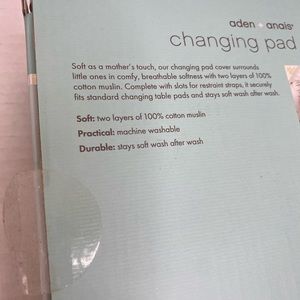 aden + anais®
changing pad
Soft as a mother's touch, our changing pad cover surrounds
little ones in comfy, breathable softness with two layers of 100%
cotton muslin. Complete with slots for restraint straps, it securely
fits standard changing table pads and stays soft wash after wash.
Soft: two layers of 100% cotton muslin
Practical: machine washable
Durable: stays soft wash after wash